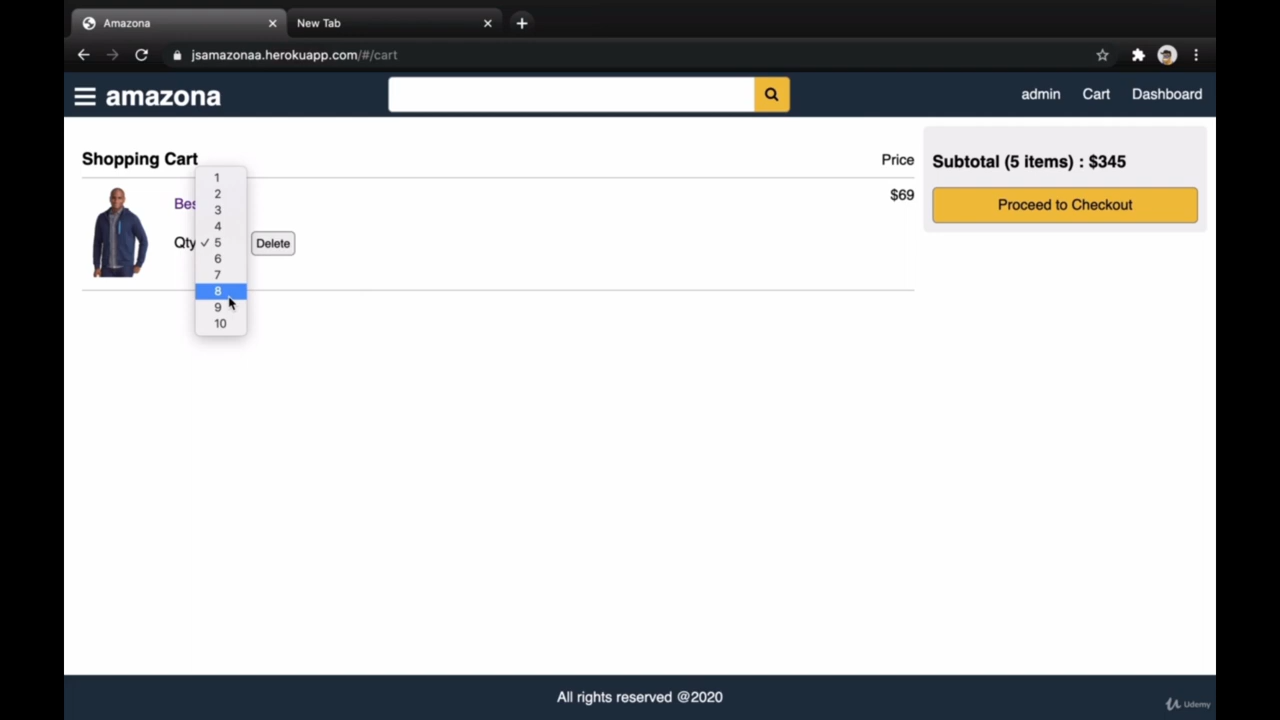 Amazona
New Tab
jsamazonaa.herokuapp.com/#/cart
amazona
admin Cart Dashboard
Shopping Cart
Price
Subtotal (5 items) : $345
Proceed to Checkout
$69
Qty
Delete
1
2
3
4
✓ 5
6
7
8
9
10
All rights reserved @2020
Udemy